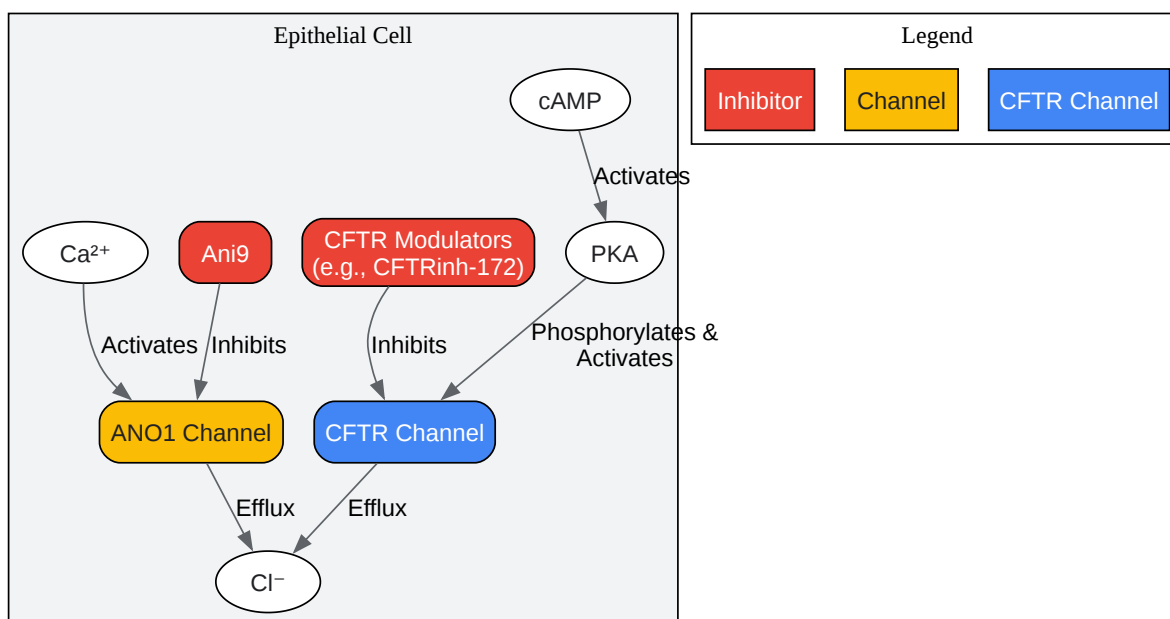 Epithelial Cell
Legend
Inhibitor
Channel
CFTR Channel
cAMP
Activates
Ca²⁺
Ani9
CFTR Modulators
(e.g., CFTRinh-172)
PKA
Activates
Inhibits
Inhibits
Phosphorylates &
Activates
ANO1 Channel
CFTR Channel
Efflux
Efflux
Cl⁻